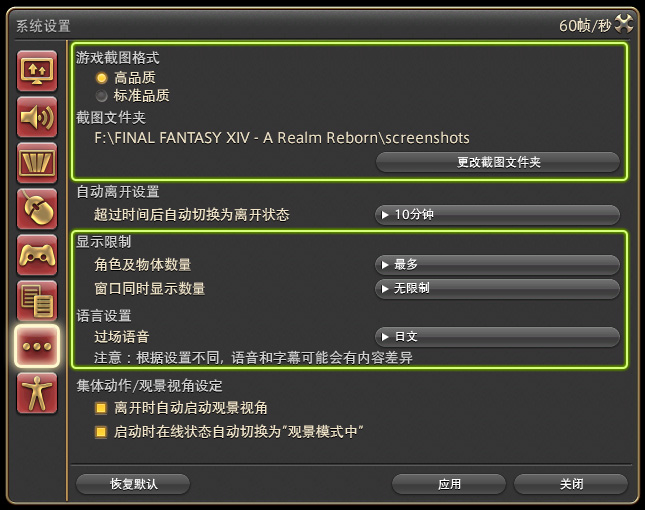 系统设置
60帧/秒
游戏截图格式
高品质
标准品质
截图文件夹
F:\FINAL FANTASY XIV - A Realm Reborn\screenshots
更改截图文件夹
自动离开设置
超过时间后自动切换为离开状态
10分钟
显示限制
角色及物体数量
最多
窗口同时显示数量
无限制
语言设置
过场语音
日文
注意：根据设置不同，语音和字幕可能会有内容差异
集体动作/观景视角设定
离开时自动启动观景视角
启动时在线状态自动切换为“观景模式中”
恢复默认
应用
关闭